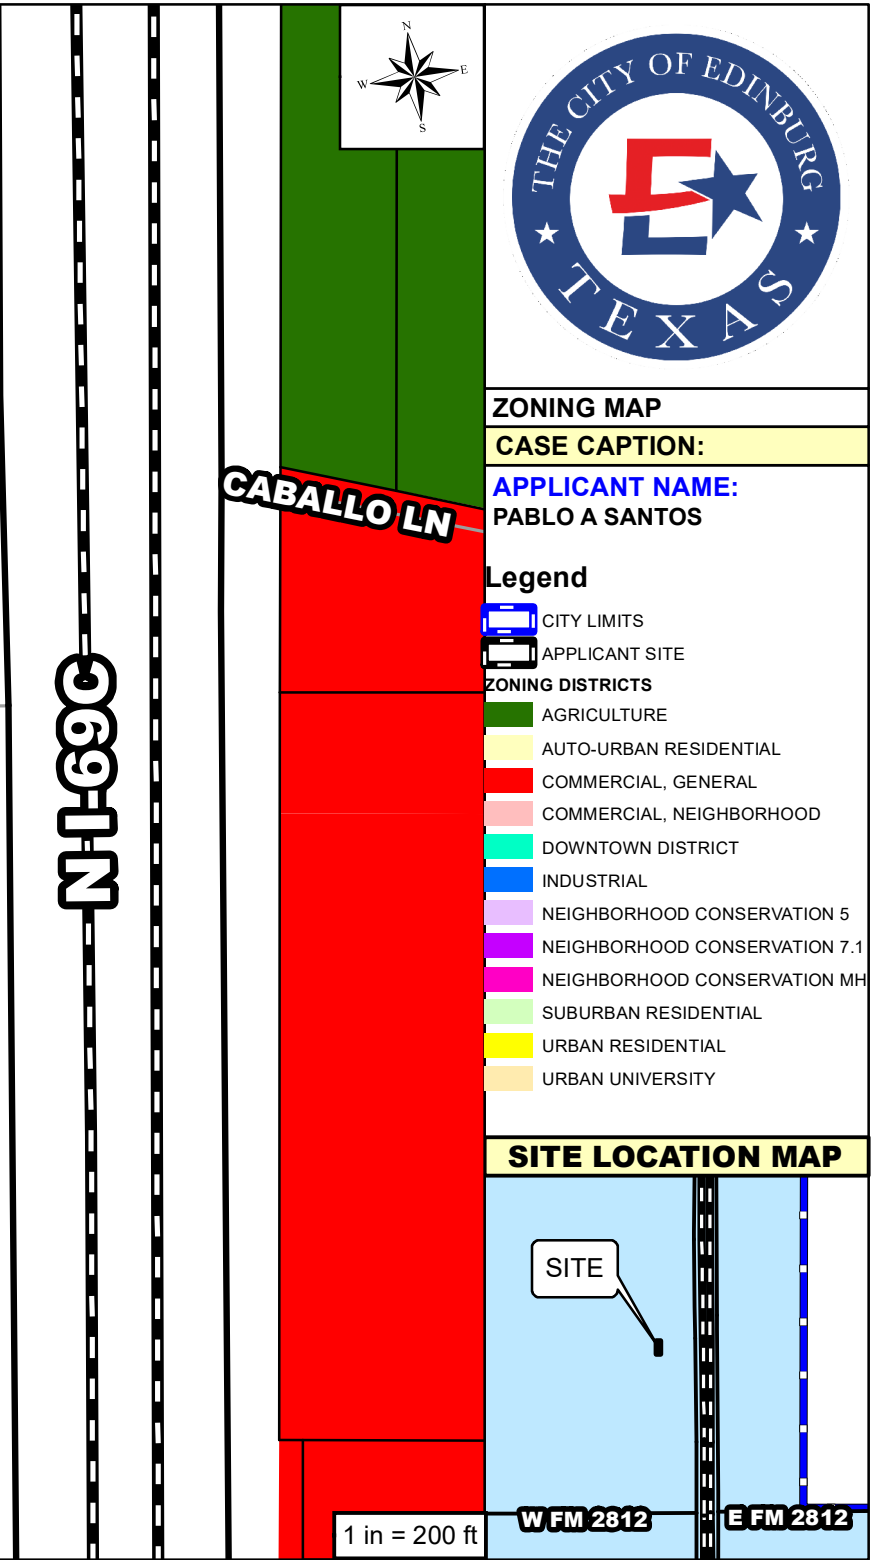 N
W
E
S
THE CITY OF EDINBURG
TEXAS
ZONING MAP
CASE CAPTION:
APPLICANT NAME:
PABLO A SANTOS
CABALLO LN
N I-69C
Legend
CITY LIMITS
APPLICANT SITE
ZONING DISTRICTS
AGRICULTURE
AUTO-URBAN RESIDENTIAL
COMMERCIAL, GENERAL
COMMERCIAL, NEIGHBORHOOD
DOWNTOWN DISTRICT
INDUSTRIAL
NEIGHBORHOOD CONSERVATION 5
NEIGHBORHOOD CONSERVATION 7.1
NEIGHBORHOOD CONSERVATION MH
SUBURBAN RESIDENTIAL
URBAN RESIDENTIAL
URBAN UNIVERSITY
SITE LOCATION MAP
SITE
W FM 2812
E FM 2812
1 in = 200 ft